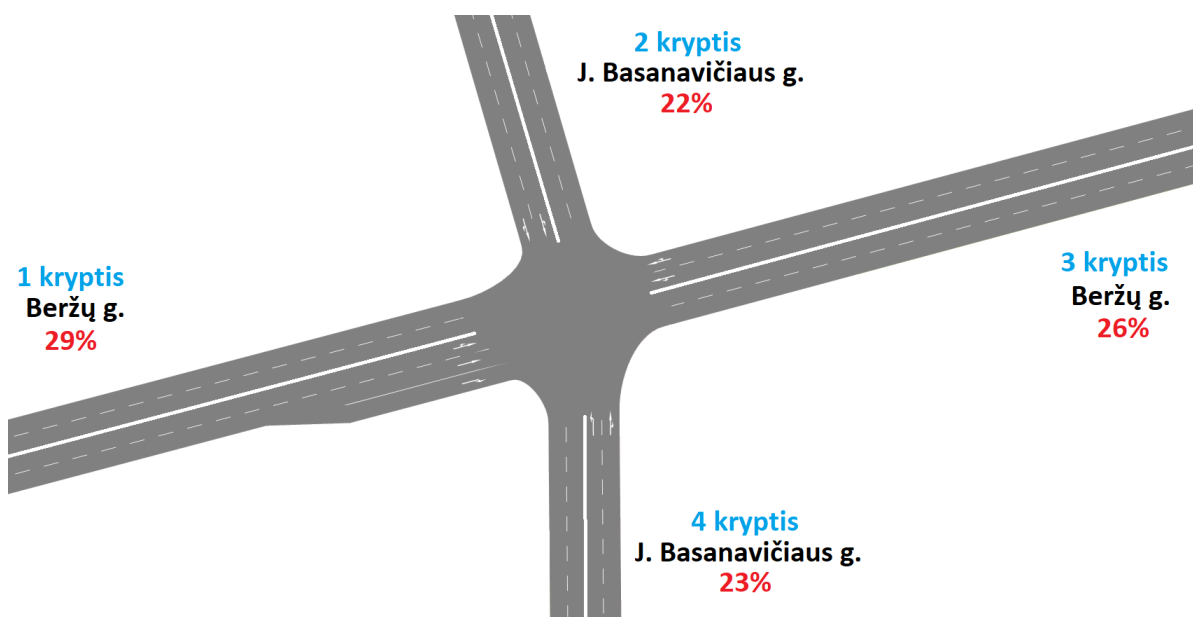 2 kryptis
J. Basanavičiaus g.
22%
1 kryptis
Beržų g.
29%
3 kryptis
Beržų g.
26%
4 kryptis
J. Basanavičiaus g.
23%